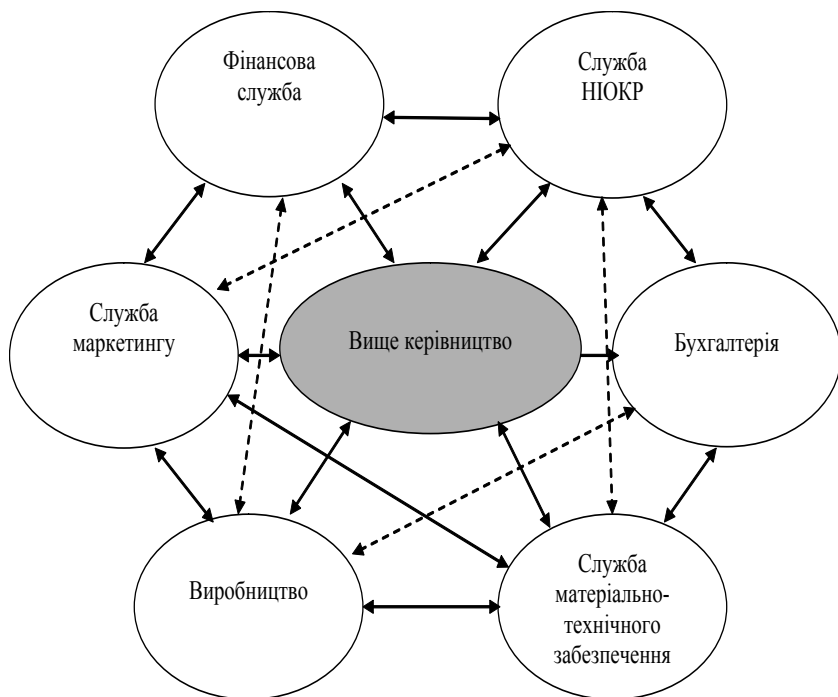 Фінансова
служба
Служба
НІОКР
Служба
маркетингу
Вище керівництво
Бухгалтерія
Виробництво
Служба
матеріально-
технічного
забезпечення